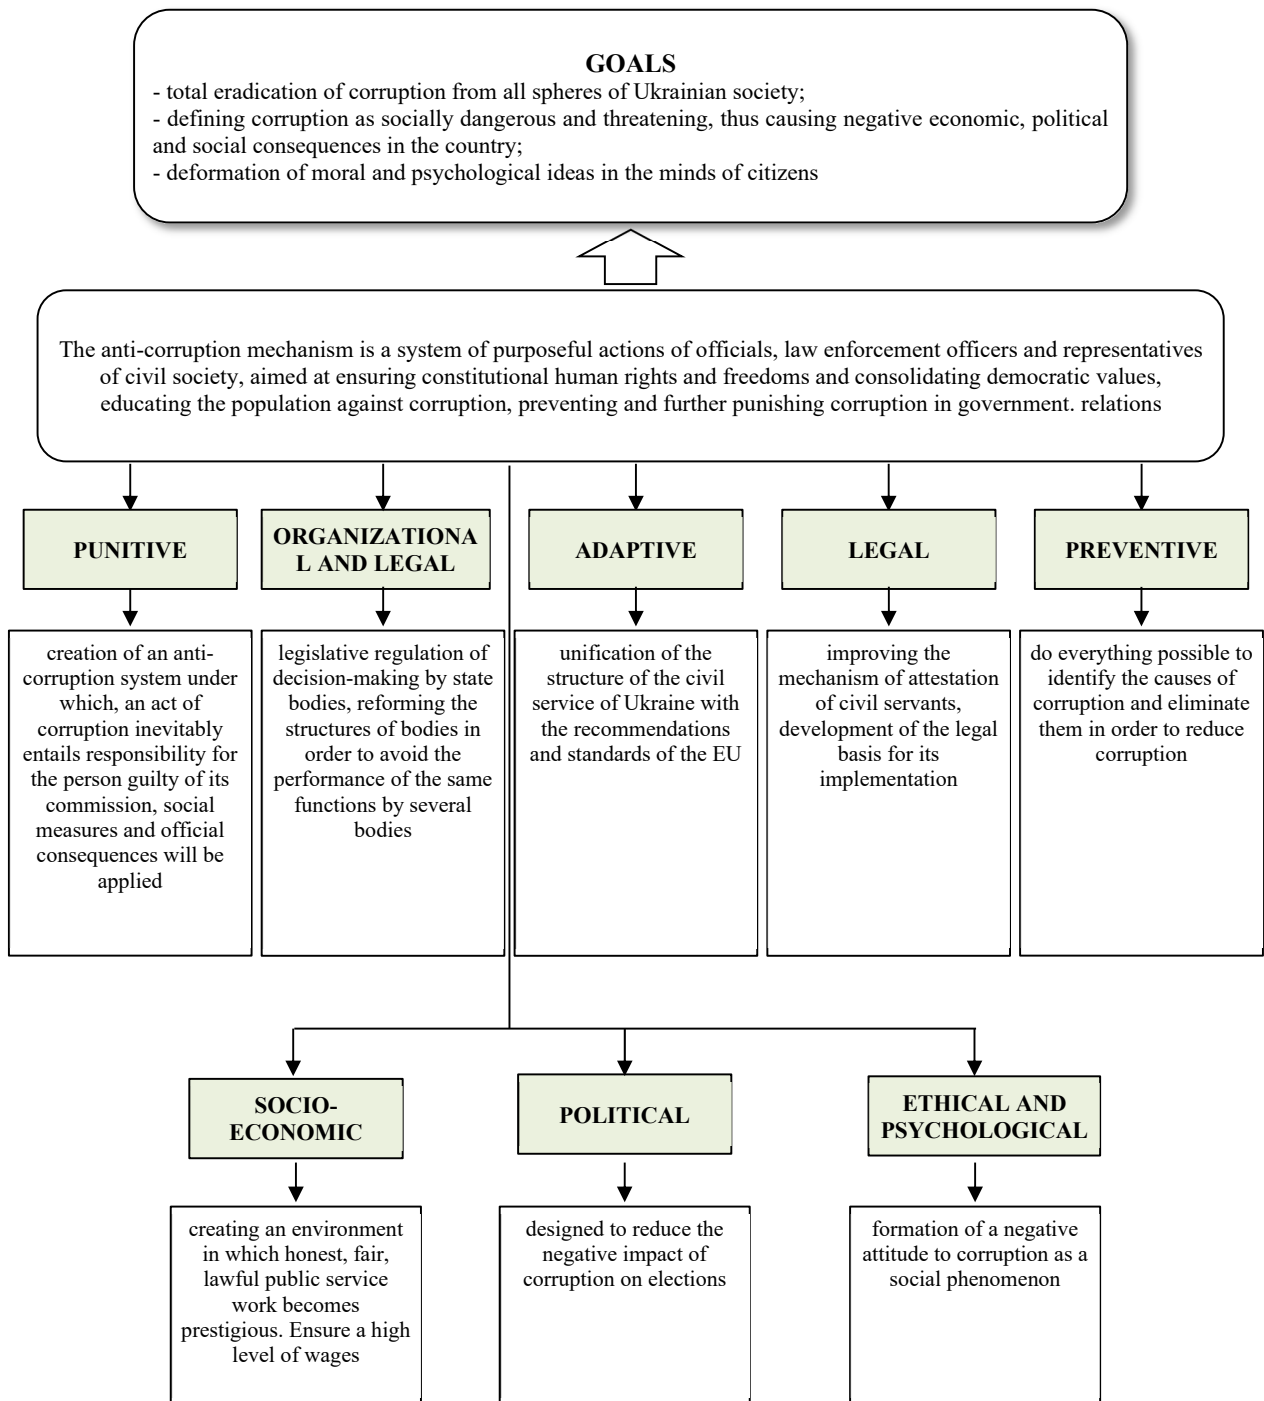 GOALS
- total eradication of corruption from all spheres of Ukrainian society;
- defining corruption as socially dangerous and threatening, thus causing negative economic, political
and social consequences in the country;
- deformation of moral and psychological ideas in the minds of citizens
The anti-corruption mechanism is a system of purposeful actions of officials, law enforcement officers and representatives
of civil society, aimed at ensuring constitutional human rights and freedoms and consolidating democratic values,
educating the population against corruption, preventing and further punishing corruption in government. relations
PUNITIVE
ORGANIZATIONA
L AND LEGAL
ADAPTIVE
LEGAL
PREVENTIVE
creation of an anti-
corruption system under
which, an act of
corruption inevitably
entails responsibility for
the person guilty of its
commission, social
measures and official
consequences will be
applied
legislative regulation of
decision-making by state
bodies, reforming the
structures of bodies in
order to avoid the
performance of the same
functions by several
bodies
unification of the
structure of the civil
service of Ukraine with
the recommendations
and standards of the EU
improving the
mechanism of attestation
of civil servants,
development of the legal
basis for its
implementation
do everything possible to
identify the causes of
corruption and eliminate
them in order to reduce
corruption
SOCIO-
ECONOMIC
POLITICAL
ETHICAL AND
PSYCHOLOGICAL
creating an environment
in which honest, fair,
lawful public service
work becomes
prestigious. Ensure a high
level of wages
designed to reduce the
negative impact of
corruption on elections
formation of a negative
attitude to corruption as a
social phenomenon